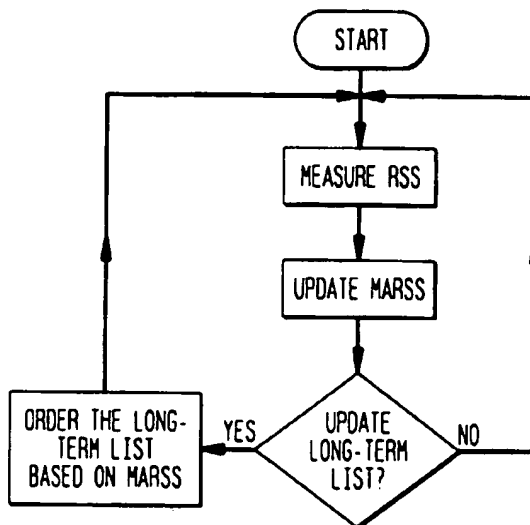 START
MEASURE RSS
UPDATE MARSS
UPDATE
LONG-TERM
LIST?
YES
NO
ORDER THE LONG-
TERM LIST
BASED ON MARSS